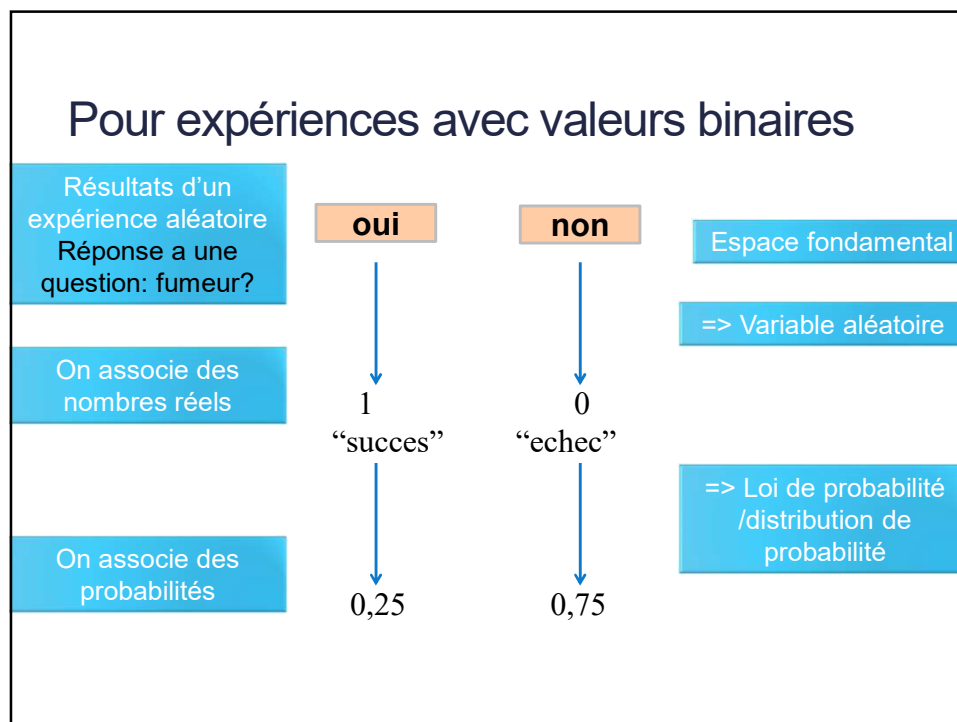 Pour expériences avec valeurs binaires
Résultats d’un
expérience aléatoire
Réponse a une
question: fumeur?
oui
non
Espace fondamental
=> Variable aléatoire
On associe des
nombres réels
1
“succes”
0
“echec”
=> Loi de probabilité
/distribution de
probabilité
On associe des
probabilités
0,25
0,75